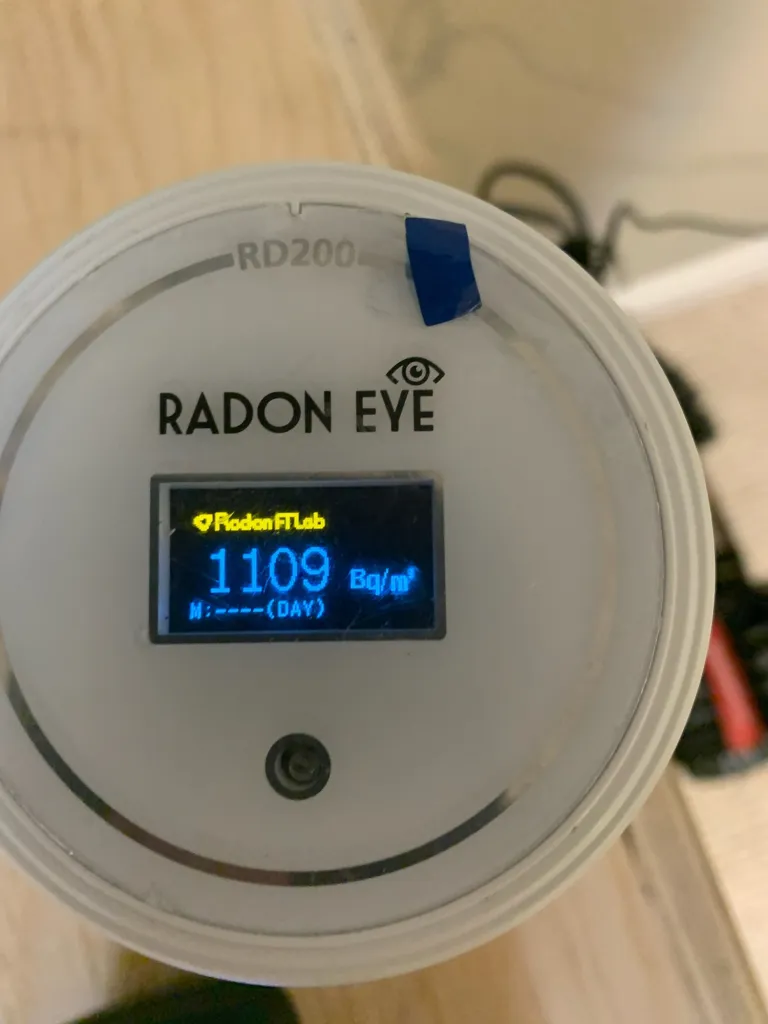 RD200
RADON EYE
RadonFTLab
1109 Bq/m³
M:----(DAY)